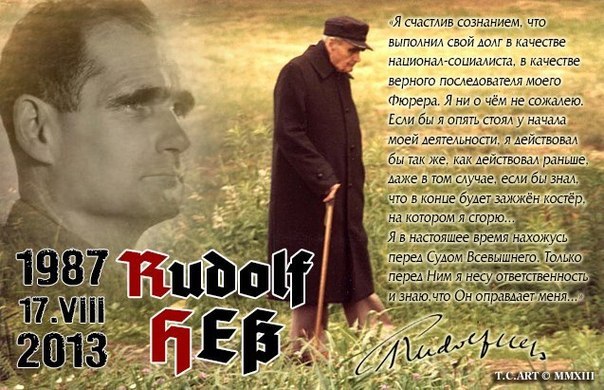 «Я счастлив сознанием, что
выполнил свой долг в качестве
национал-социалиста, в качестве
верного последователя моего
Фюрера. Я ни о чём не сожалею.
Если бы я опять стоял у начала
моей деятельности, я действовал
бы так же, как действовал раньше,
даже в том случае, если бы знал,
что в конце будет зажжён костёр,
на котором я сгорю...
Я в настоящее время нахожусь
перед Судом Всевышнего. Только
перед Ним я несу ответственность
и знаю,что Он оправдает меня...»
1987
17.VIII
2013
Rudolf
HEß
Rudolf Heß
T.C.ART © MMXIII